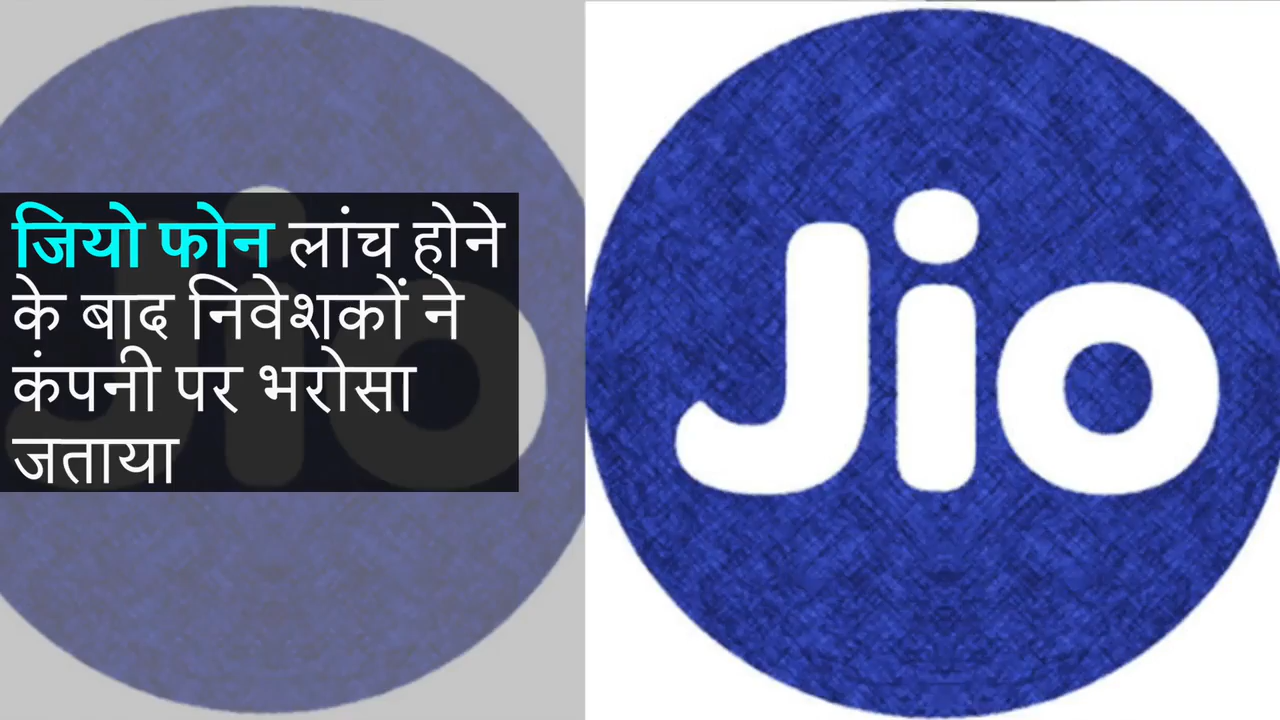 जियो फोन लांच होने
के बाद निवेशकों ने
कंपनी पर भरोसा
जताया
Jio